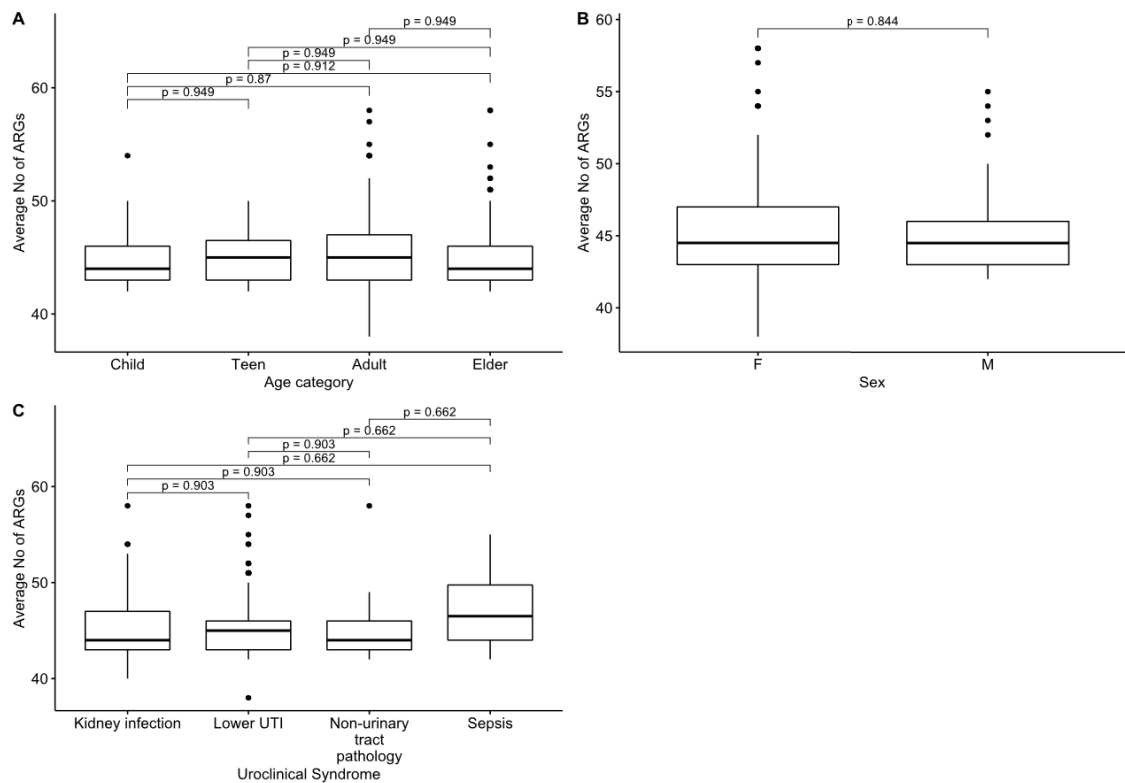 A
p = 0.949
p = 0.949
p = 0.949
p = 0.912
p = 0.87
p = 0.949
60
50
40
Average No of ARGs
Child Teen Adult Elder
Age category
B
p = 0.844
60
55
50
45
40
Average No of ARGs
F M
Sex
C
p = 0.662
p = 0.662
p = 0.903
p = 0.662
p = 0.903
p = 0.903
60
50
40
Average No of ARGs
Kidney infection Lower UTI Non-urinary Sepsis
tract
pathology
Uroclinical Syndrome